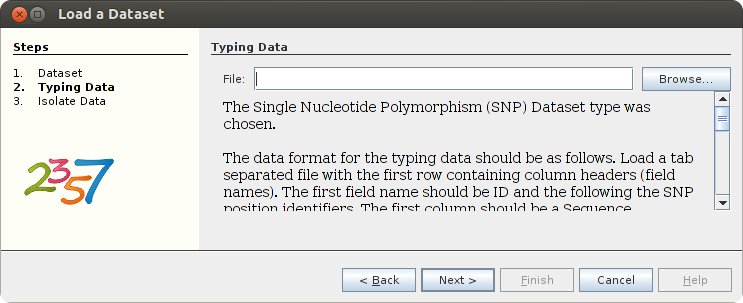 Load a Dataset
Steps
1. Dataset
2. Typing Data
3. Isolate Data
2357
Typing Data
File:
Browse...
The Single Nucleotide Polymorphism (SNP) Dataset type was
chosen.
The data format for the typing data should be as follows. Load a tab
separated file with the first row containing column headers (field
names). The first field name should be ID and the following the SNP
position identifiers. The first column should be a Sequence
< Back
Next >
Finish
Cancel
Help